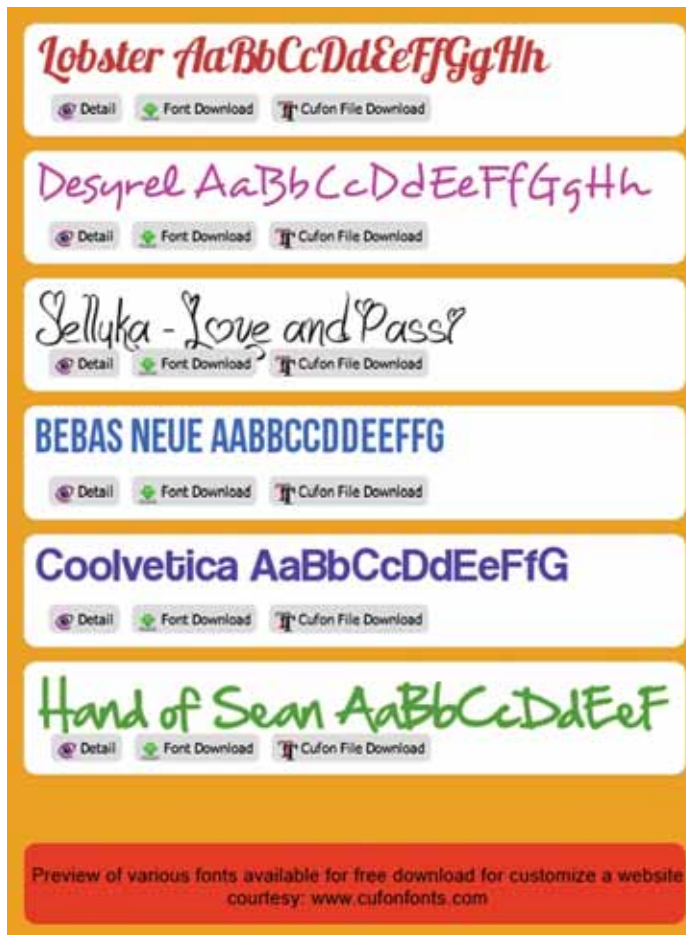 Lobster AaBbCcDdEeFfGgHh
Detail Font Download Cufon File Download
Desyrel AaBbCcDdEeFfGgHh
Detail Font Download Cufon File Download
Jellyka - Love and Passi
Detail Font Download Cufon File Download
BEBAS NEUE AABBCCDDEEFFG
Detail Font Download Cufon File Download
Coolvetica AaBbCcDdEeFfG
Detail Font Download Cufon File Download
Hand of Sean AaBbCcDdEeF
Detail Font Download Cufon File Download
Preview of various fonts available for free download for customize a website
courtesy: www.cufonfonts.com